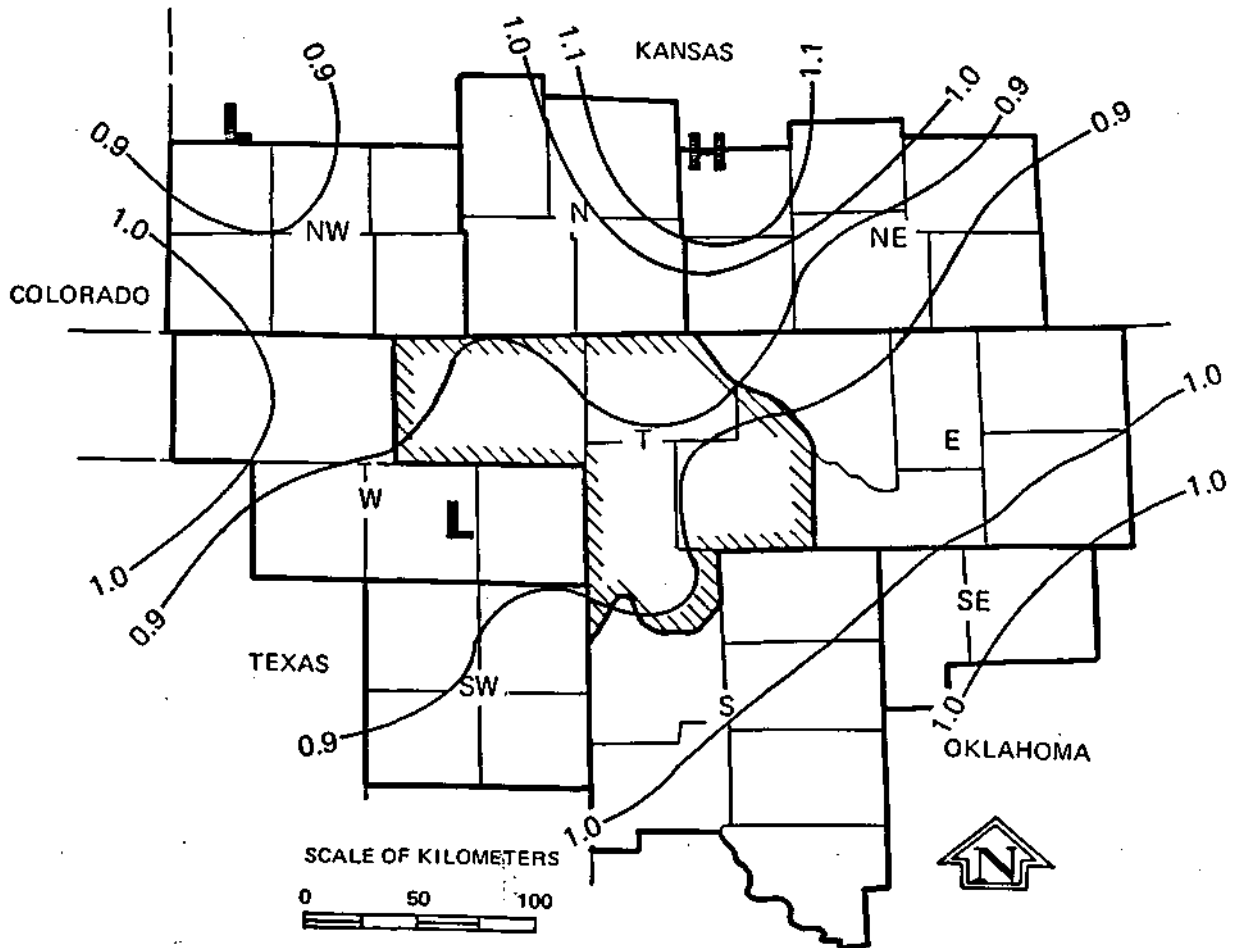 KANSAS
0.9
1.0
1.1
1.1
1.0
0.9
0.9
0.9
L
H
1.0
NW
N
NE
COLORADO
T
E
1.0
W
L
1.0
1.0
0.9
SE
TEXAS
SW
S
0.9
1.0
OKLAHOMA
1.0
SCALE OF KILOMETERS
0 50 100
N